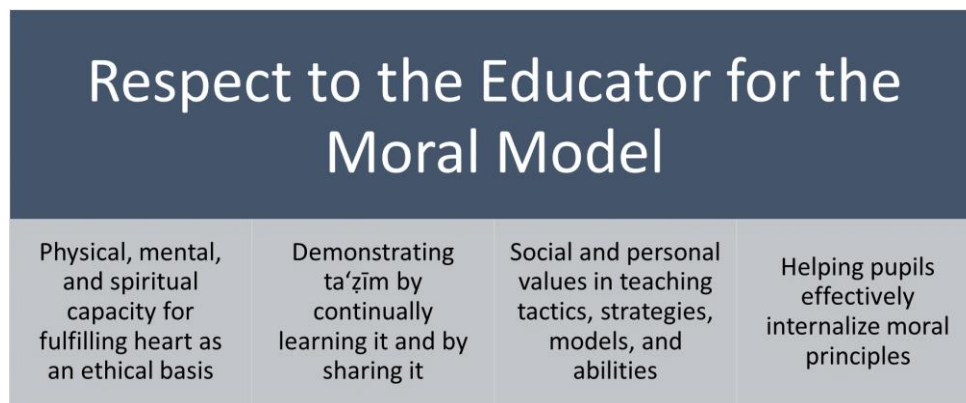 Respect to the Educator for the
Moral Model
Physical, mental,
and spiritual
capacity for
fulfilling heart as
an ethical basis
Demonstrating
ta‘ẓīm by
continually
learning it and by
sharing it
Social and personal
values in teaching
tactics, strategies,
models, and
abilities
Helping pupils
effectively
internalize moral
principles